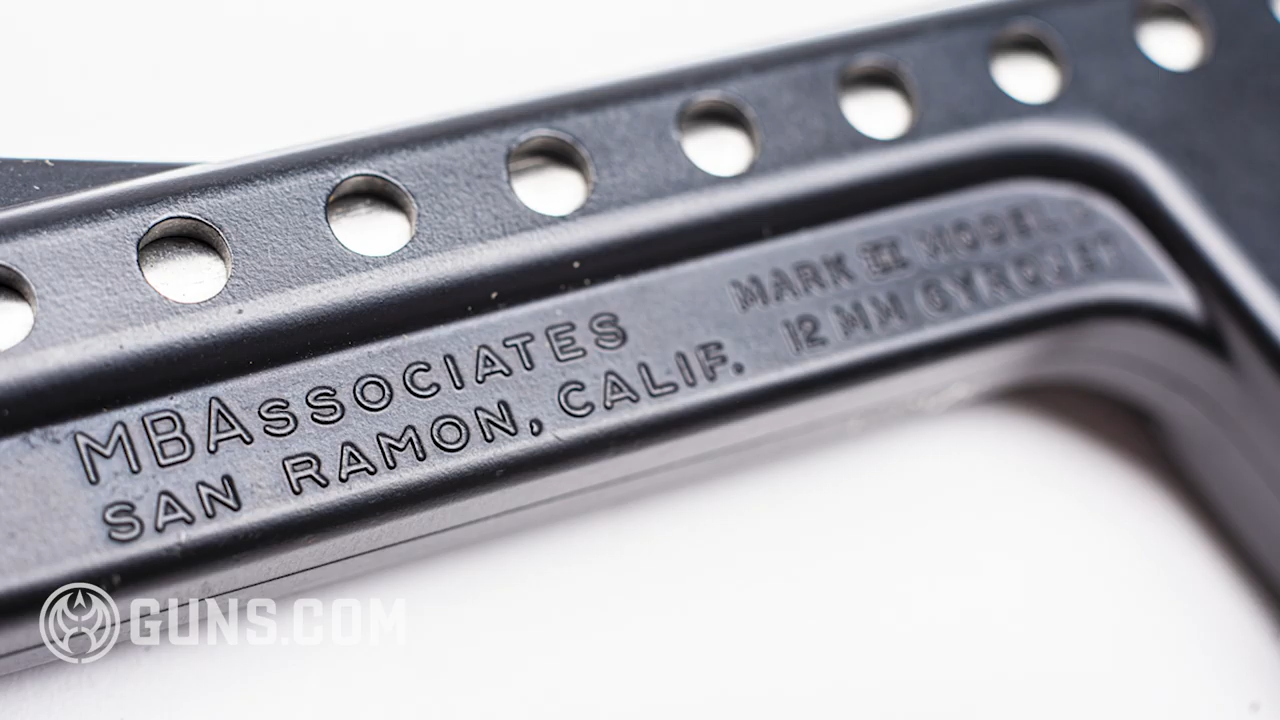 MBASSOCIATES
SAN RAMON, CALIF.
MARK II MODEL
12 MM GYROJET
GUNS.COM